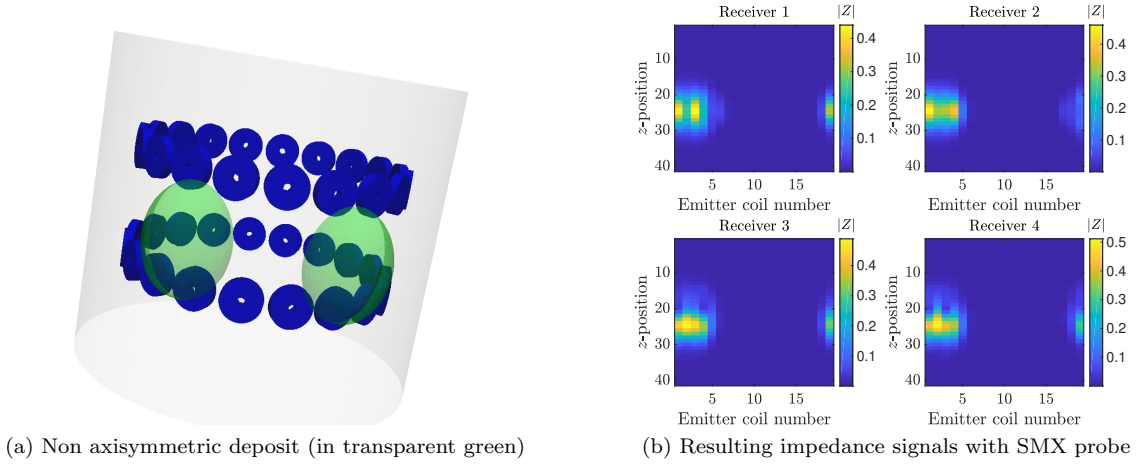 Receiver 1
|Z|
Receiver 2
|Z|
z-position
10
20
30
40
5
10
15
Emitter coil number
0.4
0.3
0.2
0.1
z-position
10
20
30
40
5
10
15
Emitter coil number
0.4
0.3
0.2
0.1
Receiver 3
|Z|
Receiver 4
|Z|
z-position
10
20
30
40
5
10
15
Emitter coil number
0.4
0.3
0.2
0.1
z-position
10
20
30
40
5
10
15
Emitter coil number
0.5
0.4
0.3
0.2
0.1
(a) Non axisymmetric deposit (in transparent green)
(b) Resulting impedance signals with SMX probe